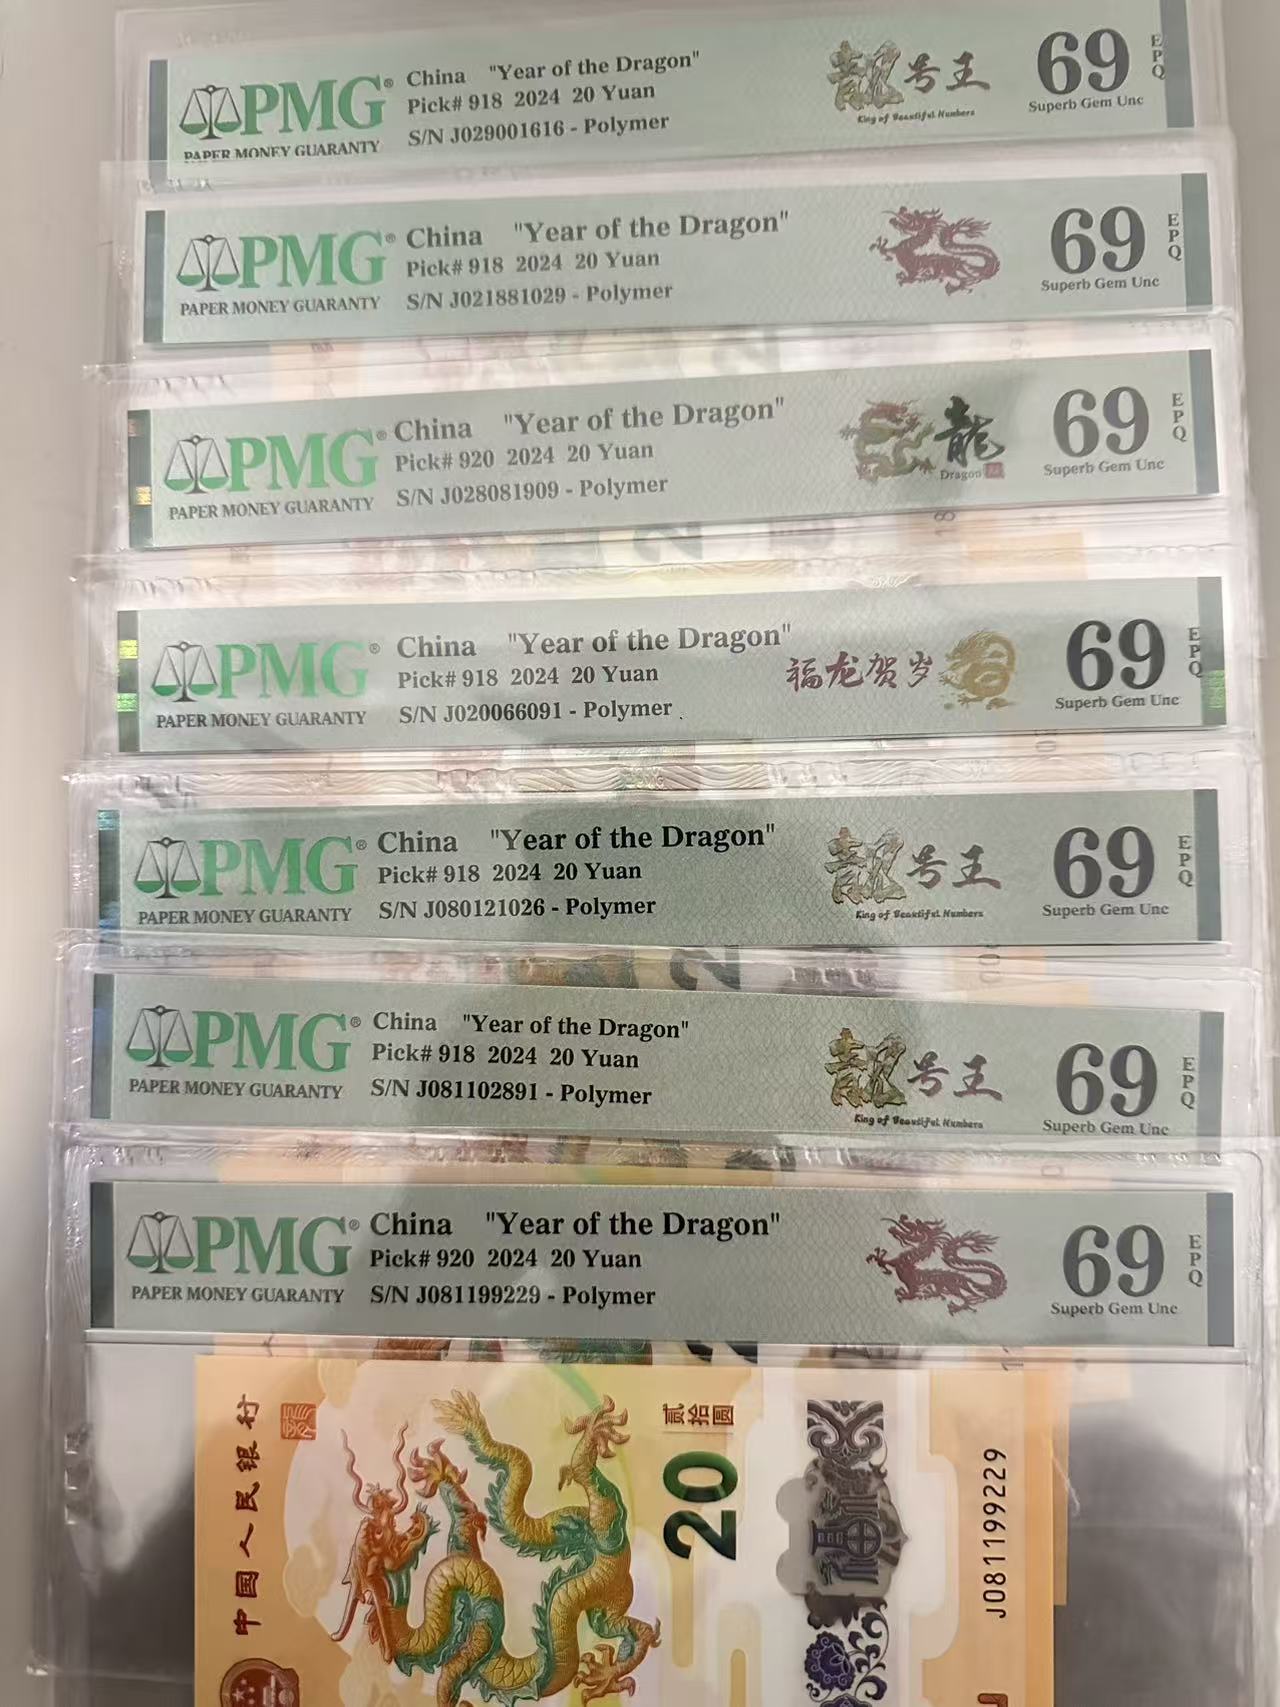 PMG®
PAPER MONEY GUARANTY
China "Year of the Dragon"
Pick# 918 2024 20 Yuan
S/N J029001616 - Polymer
靓号王
King of Beautiful Numbers
69
Superb Gem Unc
EPQ
PMG®
PAPER MONEY GUARANTY
China "Year of the Dragon"
Pick# 918 2024 20 Yuan
S/N J021881029 - Polymer
69
Superb Gem Unc
EPQ
PMG®
PAPER MONEY GUARANTY
China "Year of the Dragon"
Pick# 920 2024 20 Yuan
S/N J028081909 - Polymer
龍
Dragon
69
Superb Gem Unc
EPQ
PMG®
PAPER MONEY GUARANTY
China "Year of the Dragon"
Pick# 918 2024 20 Yuan
S/N J020066091 - Polymer
福龙贺岁
69
Superb Gem Unc
EPQ
PMG®
PAPER MONEY GUARANTY
China "Year of the Dragon"
Pick# 918 2024 20 Yuan
S/N J080121026 - Polymer
靓号王
King of Beautiful Numbers
69
Superb Gem Unc
EPQ
PMG®
PAPER MONEY GUARANTY
China "Year of the Dragon"
Pick# 918 2024 20 Yuan
S/N J081102891 - Polymer
靓号王
King of Beautiful Numbers
69
Superb Gem Unc
EPQ
PMG®
PAPER MONEY GUARANTY
China "Year of the Dragon"
Pick# 920 2024 20 Yuan
S/N J081199229 - Polymer
69
Superb Gem Unc
EPQ
中国人民银行
贰拾圆
20
福
J081199229